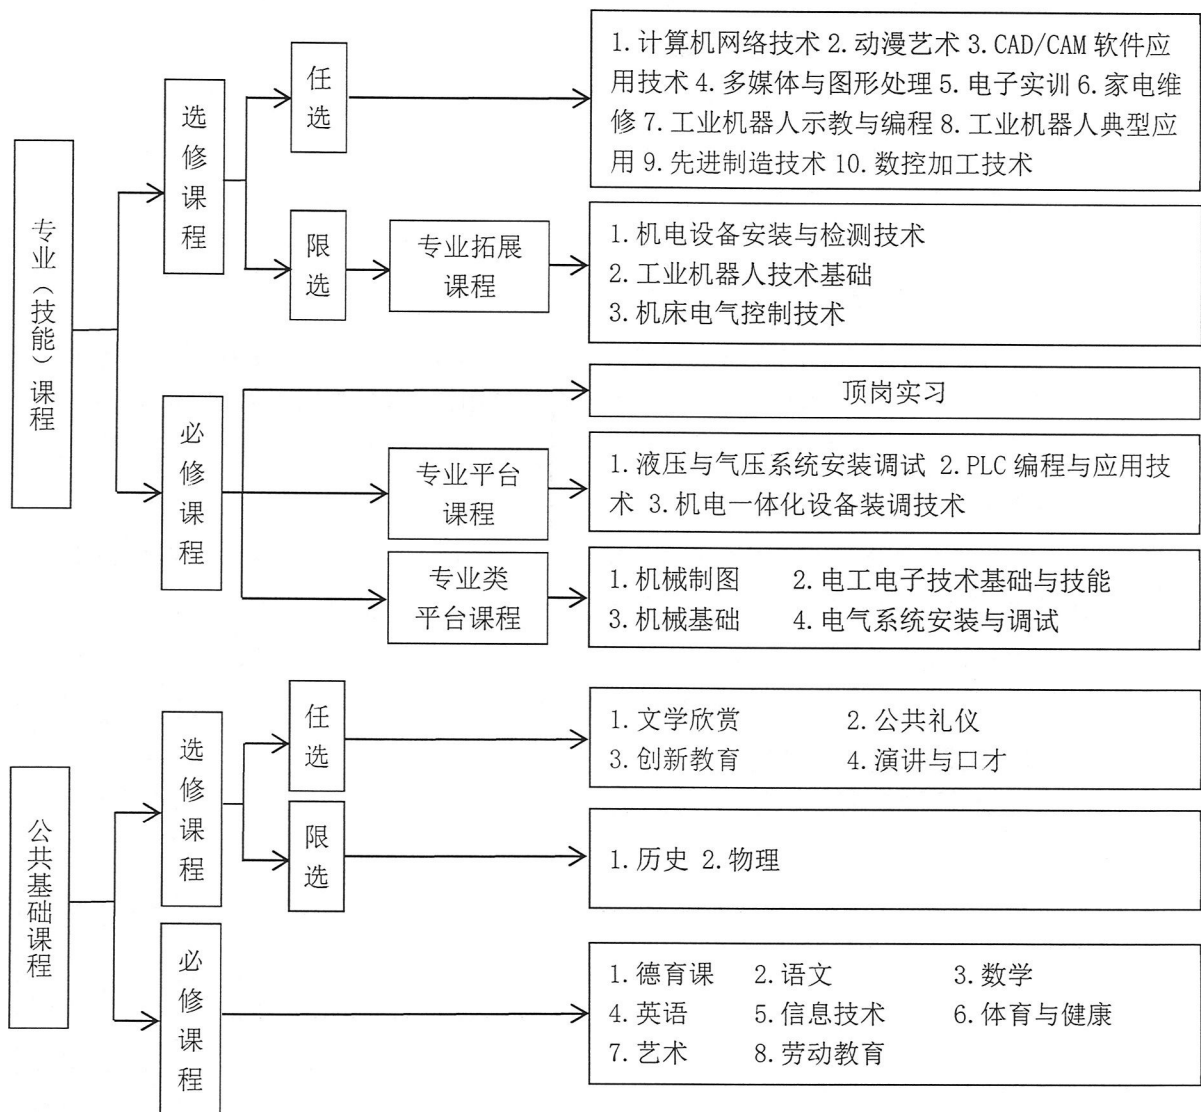 专业（技能）课程
选修课程
任选
1.计算机网络技术 2.动漫艺术 3.CAD/CAM 软件应
用技术 4.多媒体与图形处理 5.电子实训 6.家电维
修 7.工业机器人示教与编程 8.工业机器人典型应
用 9.先进制造技术 10.数控加工技术
限选
专业拓展
课程
1.机电设备安装与检测技术
2.工业机器人技术基础
3.机床电气控制技术
必修课程
顶岗实习
专业平台
课程
1.液压与气压系统安装调试 2.PLC 编程与应用技
术 3.机电一体化设备装调技术
专业类
平台课程
1.机械制图 2.电工电子技术基础与技能
3.机械基础 4.电气系统安装与调试
公共基础课程
选修课程
任选
1.文学欣赏 2.公共礼仪
3.创新教育 4.演讲与口才
限选
1.历史 2.物理
必修课程
1.德育课 2.语文 3.数学
4.英语 5.信息技术 6.体育与健康
7.艺术 8.劳动教育